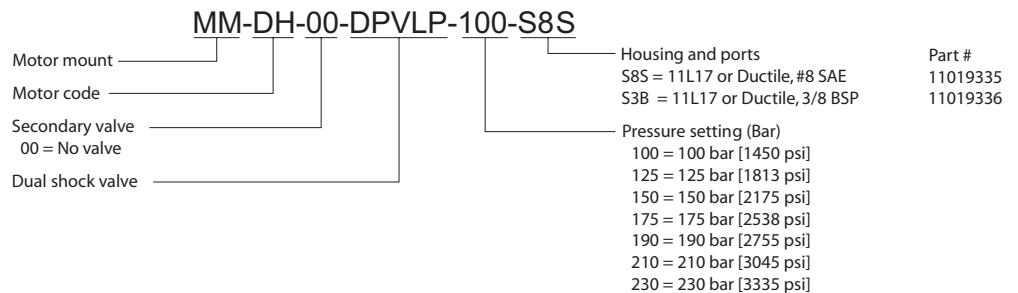 MM-DH-00-DPVLP-100-S8S
Motor mount
Motor code
Secondary valve
00 = No valve
Dual shock valve
Housing and ports Part #
S8S = 11L17 or Ductile, #8 SAE 11019335
S3B = 11L17 or Ductile, 3/8 BSP 11019336
Pressure setting (Bar)
100 = 100 bar [1450 psi]
125 = 125 bar [1813 psi]
150 = 150 bar [2175 psi]
175 = 175 bar [2538 psi]
190 = 190 bar [2755 psi]
210 = 210 bar [3045 psi]
230 = 230 bar [3335 psi]